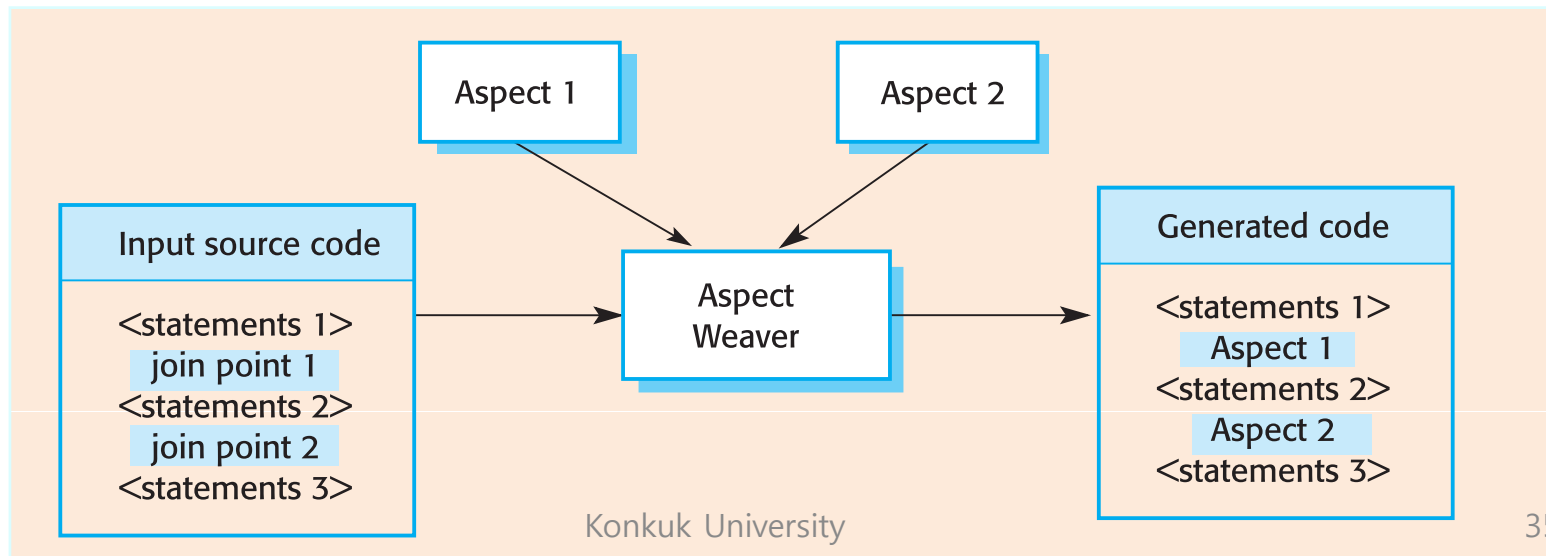 Aspect 1
Aspect 2
Input source code
<statements 1>
join point 1
<statements 2>
join point 2
<statements 3>
Aspect
Weaver
Generated code
<statements 1>
Aspect 1
<statements 2>
Aspect 2
<statements 3>
Konkuk University